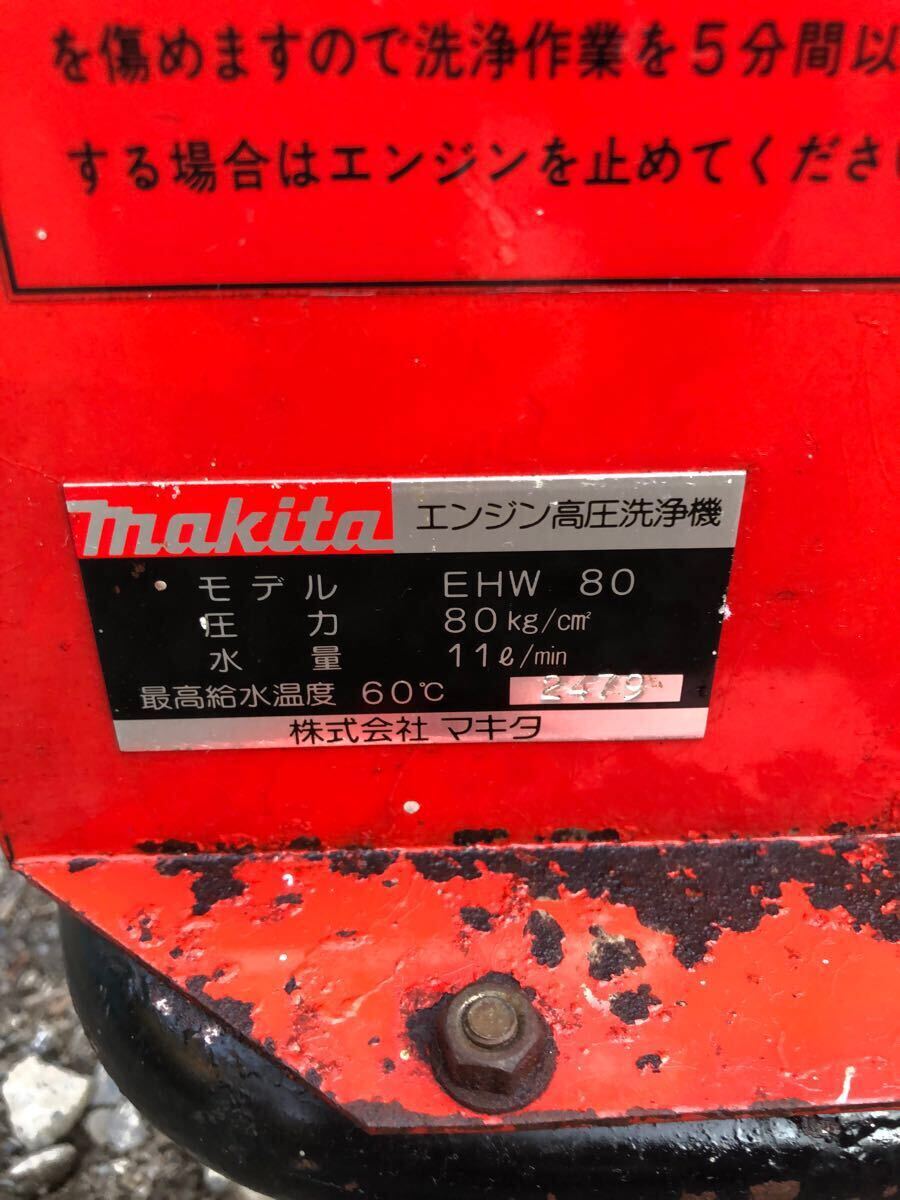 を傷めますので洗浄作業を5分間以
する場合はエンジンを止めてくださ
makita エンジン高圧洗浄機
モデル EHW 80
圧力 80kg/cm²
水量 11ℓ/min
最高給水温度 60℃ 2479
株式会社 マキタ